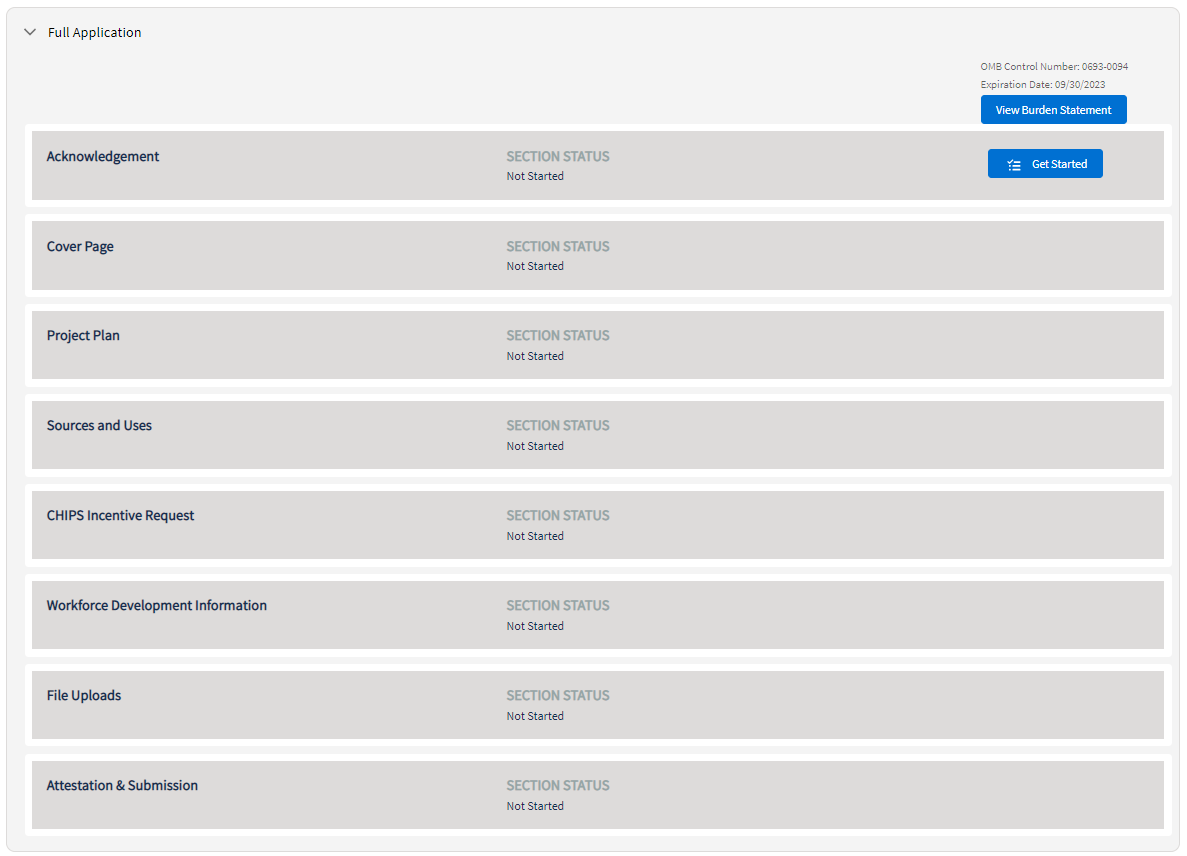 Full Application
OMB Control Number: 0693-0094
Expiration Date: 09/30/2023
View Burden Statement
Acknowledgement
SECTION STATUS
Not Started
Get Started
Cover Page
SECTION STATUS
Not Started
Project Plan
SECTION STATUS
Not Started
Sources and Uses
SECTION STATUS
Not Started
CHIPS Incentive Request
SECTION STATUS
Not Started
Workforce Development Information
SECTION STATUS
Not Started
File Uploads
SECTION STATUS
Not Started
Attestation & Submission
SECTION STATUS
Not Started